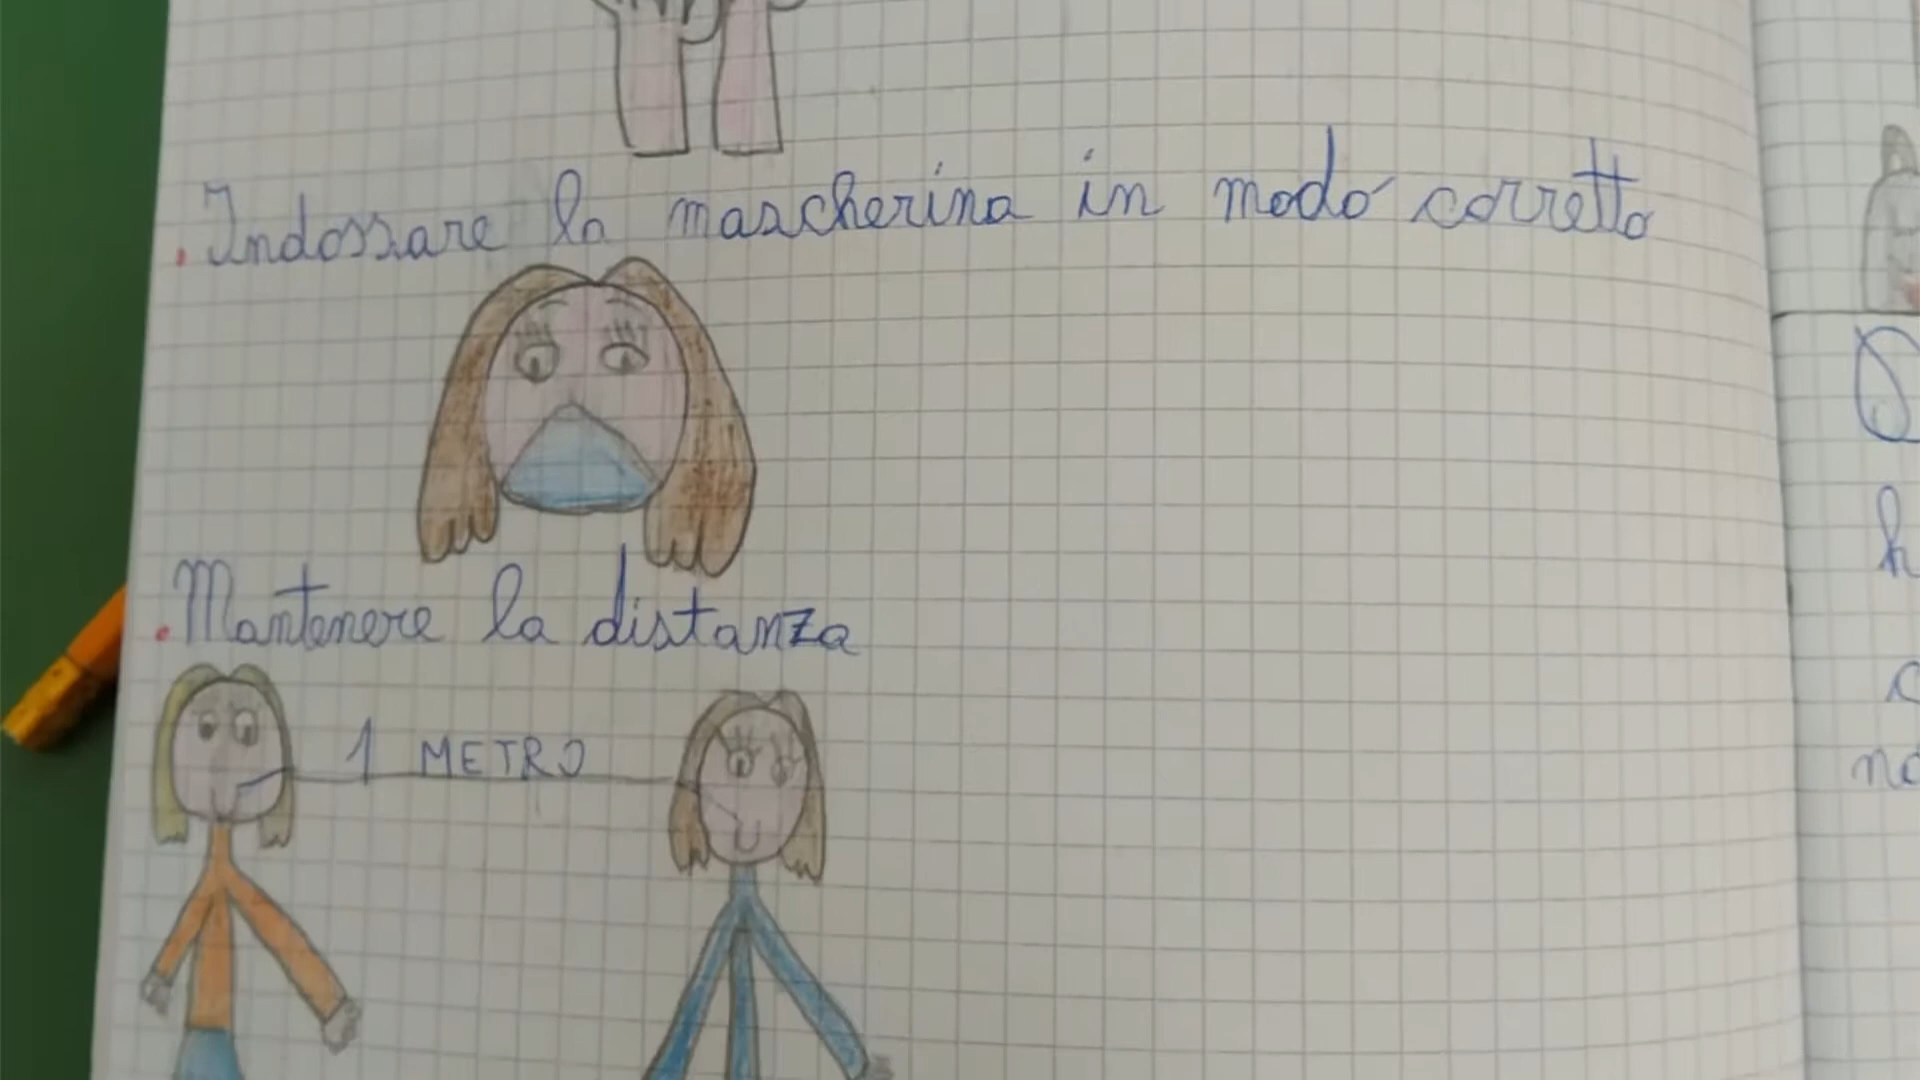 . Indossare la mascherina in modo corretto
. Mantenere la distanza
1 METRO